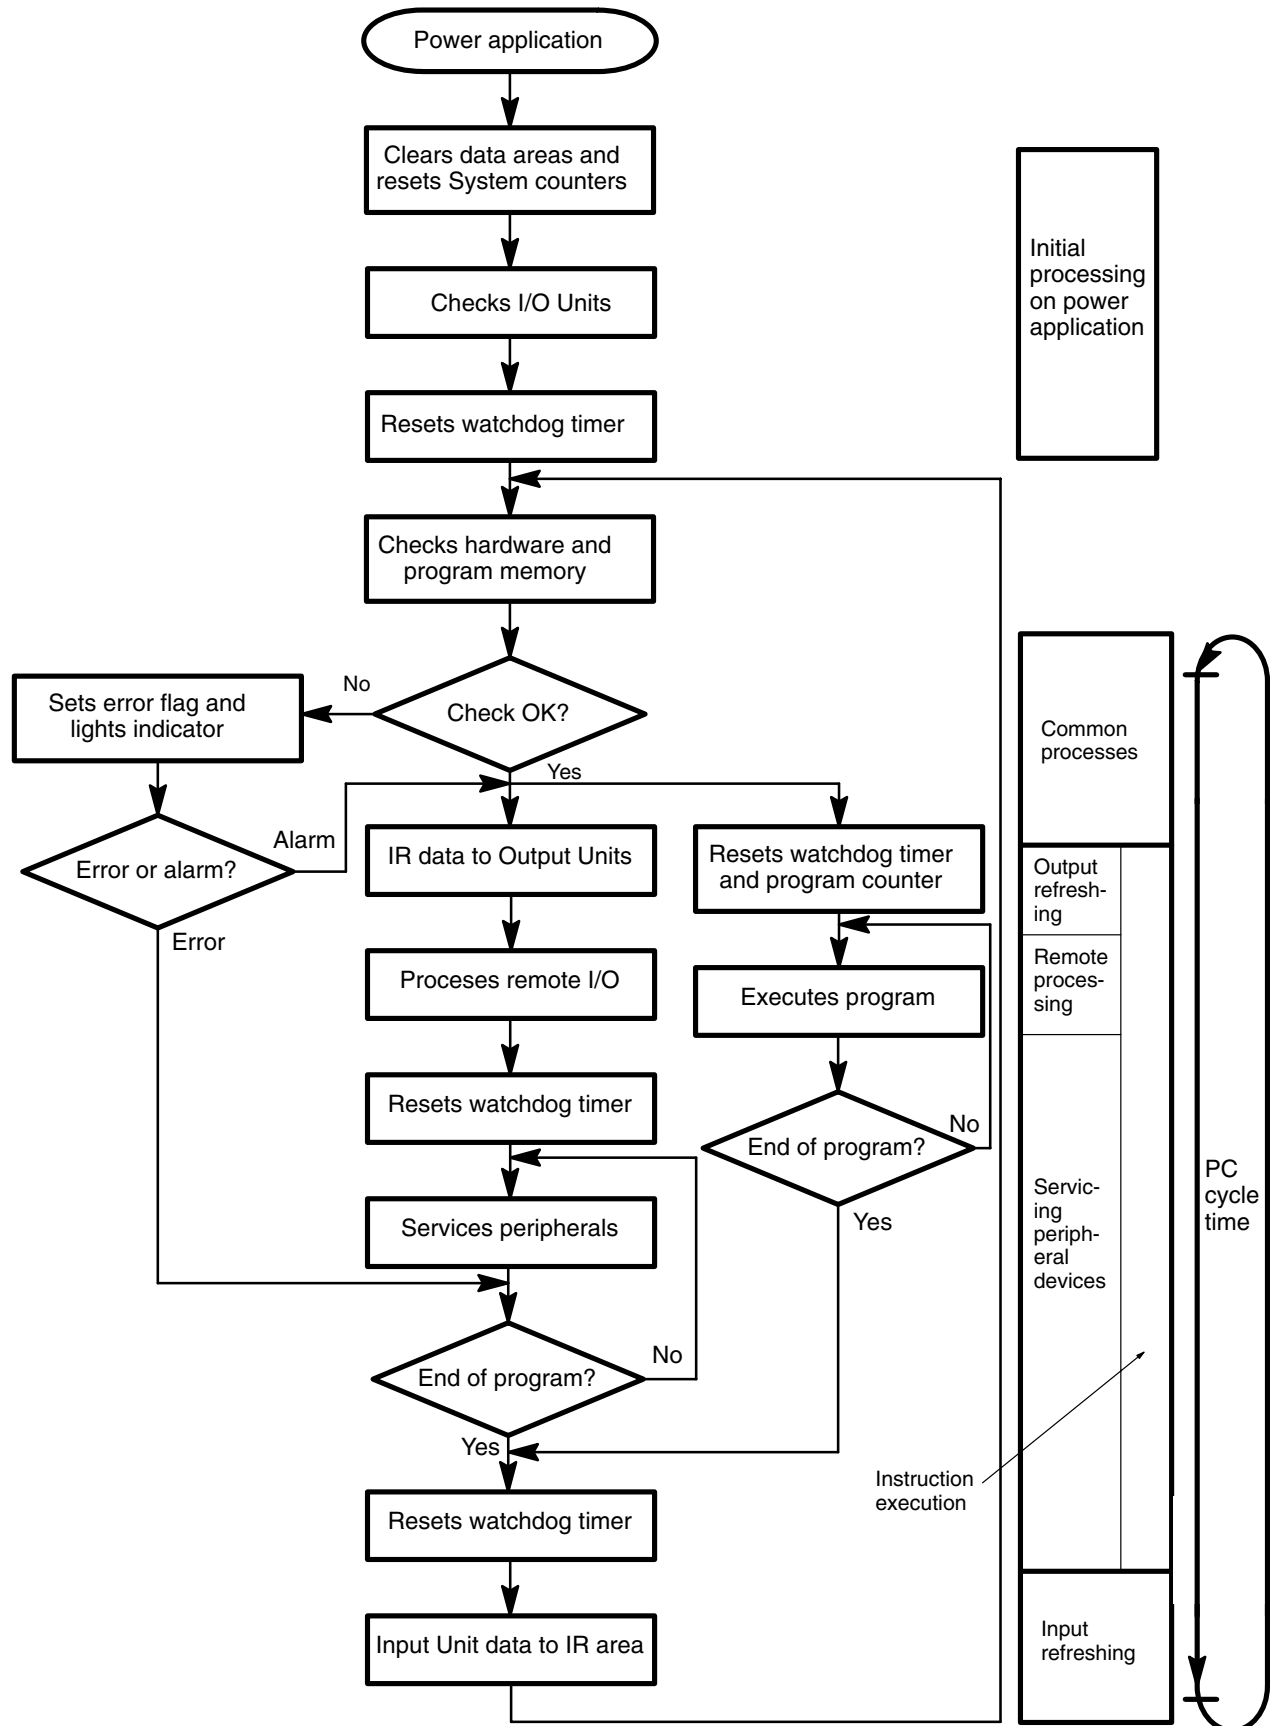 Power application
Clears data areas and
resets System counters
Checks I/O Units
Resets watchdog timer
Initial
processing
on power
application
Checks hardware and
program memory
Check OK?
No
Yes
Sets error flag and
lights indicator
Error or alarm?
Alarm
Error
IR data to Output Units
Resets watchdog timer
and program counter
Proceses remote I/O
Executes program
Resets watchdog timer
End of program?
No
Yes
Services peripherals
End of program?
No
Yes
Resets watchdog timer
Input Unit data to IR area
Common
processes
Output
refresh-
ing
Remote
proces-
sing
Servic-
ing
periph-
eral
devices
Instruction
execution
Input
refreshing
PC
cycle
time